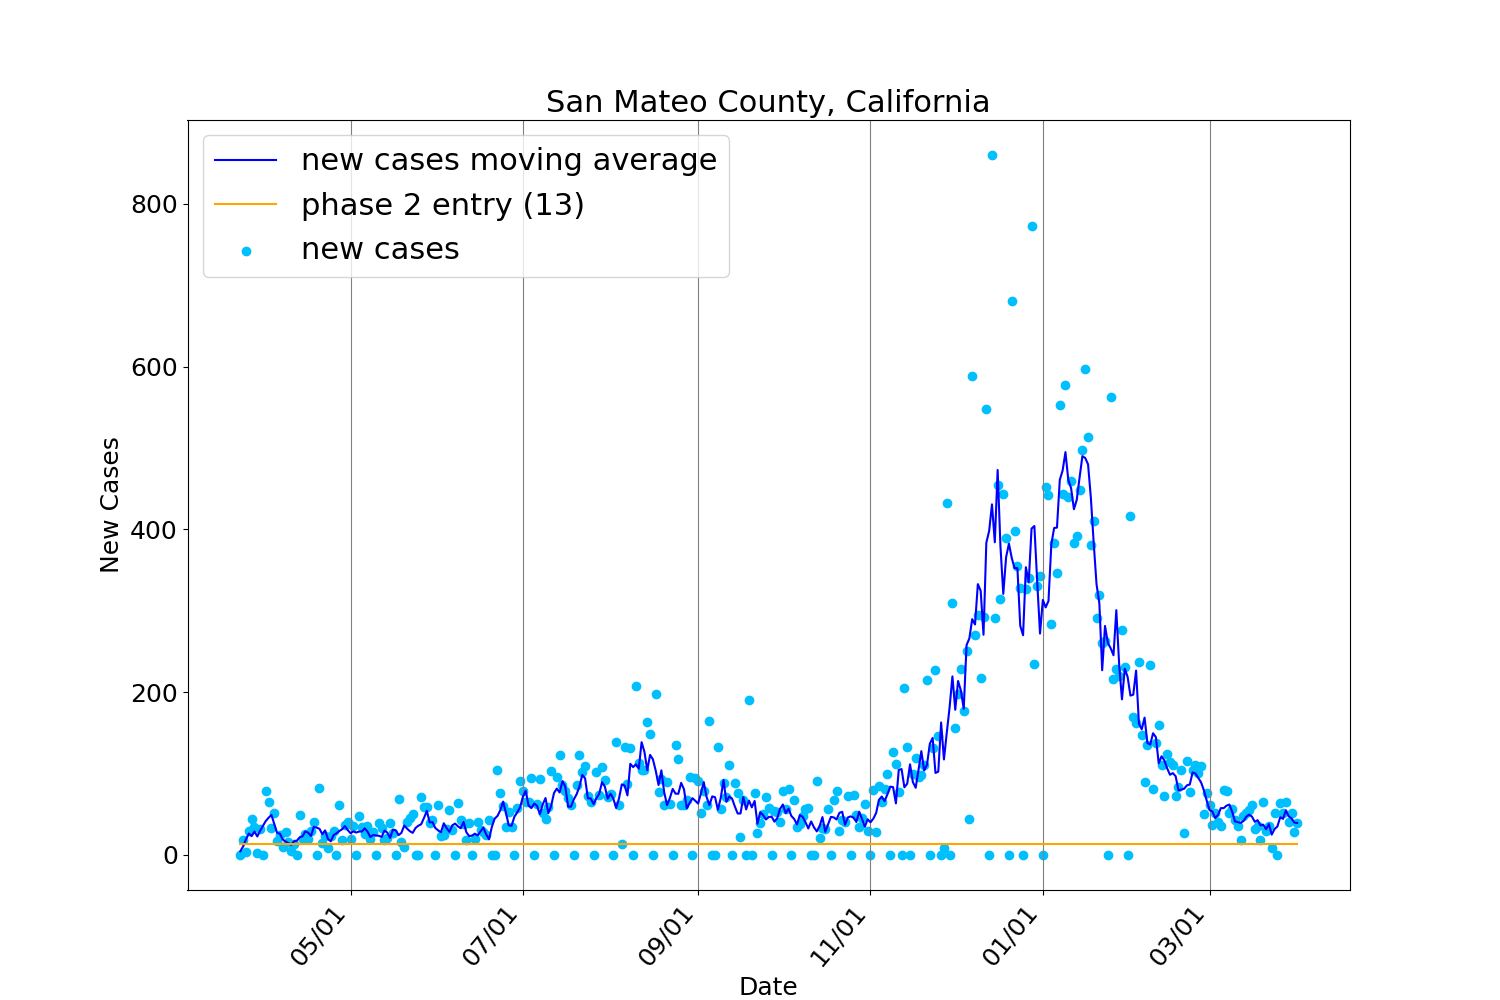 San Mateo County, California
new cases moving average
phase 2 entry (13)
new cases
New Cases
800
600
400
200
0
05/01
07/01
09/01
11/01
01/01
03/01
Date